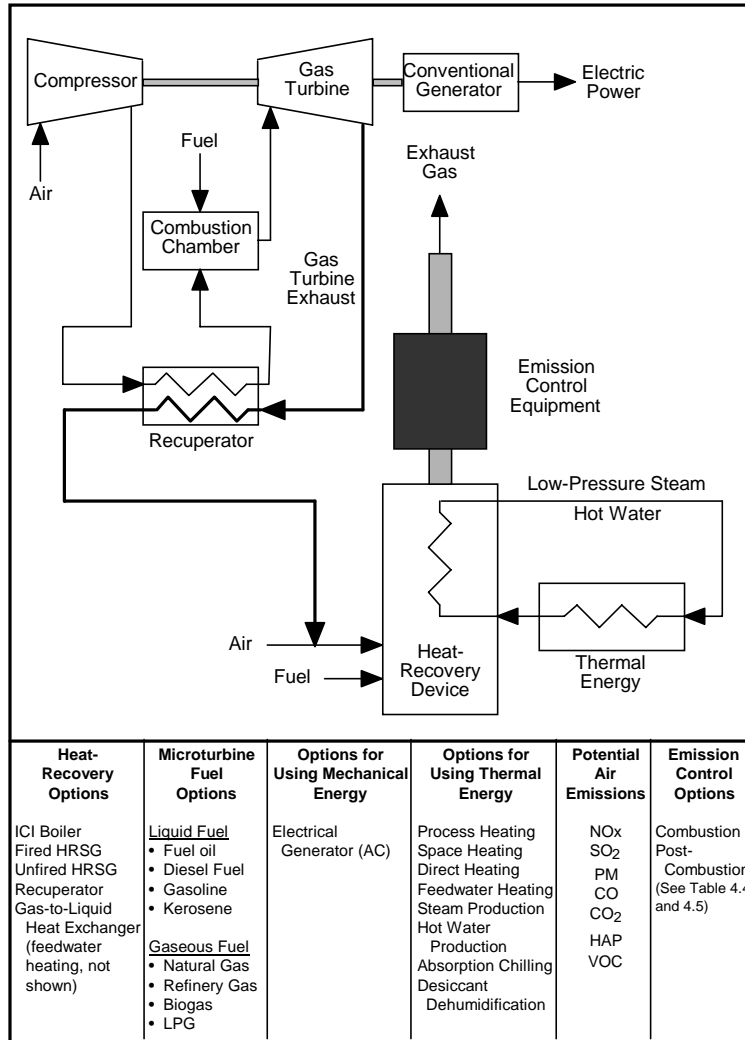 Compressor
Gas
Turbine
Conventional
Generator
Electric
Power
Air
Fuel
Exhaust
Gas
Combustion
Chamber
Gas
Turbine
Exhaust
Emission
Control
Equipment
Recuperator
Low-Pressure Steam
Hot Water
Air
Fuel
Heat-
Recovery
Device
Thermal
Energy
Heat-
Recovery
Options
ICI Boiler
Fired HRSG
Unfired HRSG
Recuperator
Gas-to-Liquid
Heat Exchanger
(feedwater
heating, not
shown)
Microturbine
Fuel
Options
Liquid Fuel
• Fuel oil
• Diesel Fuel
• Gasoline
• Kerosene
Gaseous Fuel
• Natural Gas
• Refinery Gas
• Biogas
• LPG
Options for
Using Mechanical
Energy
Electrical
Generator (AC)
Options for
Using Thermal
Energy
Process Heating
Space Heating
Direct Heating
Feedwater Heating
Steam Production
Hot Water
Production
Absorption Chilling
Desiccant
Dehumidification
Potential
Air
Emissions
NOx
SO2
PM
CO
CO2
HAP
VOC
Emission
Control
Options
Combustion
Post-
Combustion
(See Table 4.4
and 4.5)